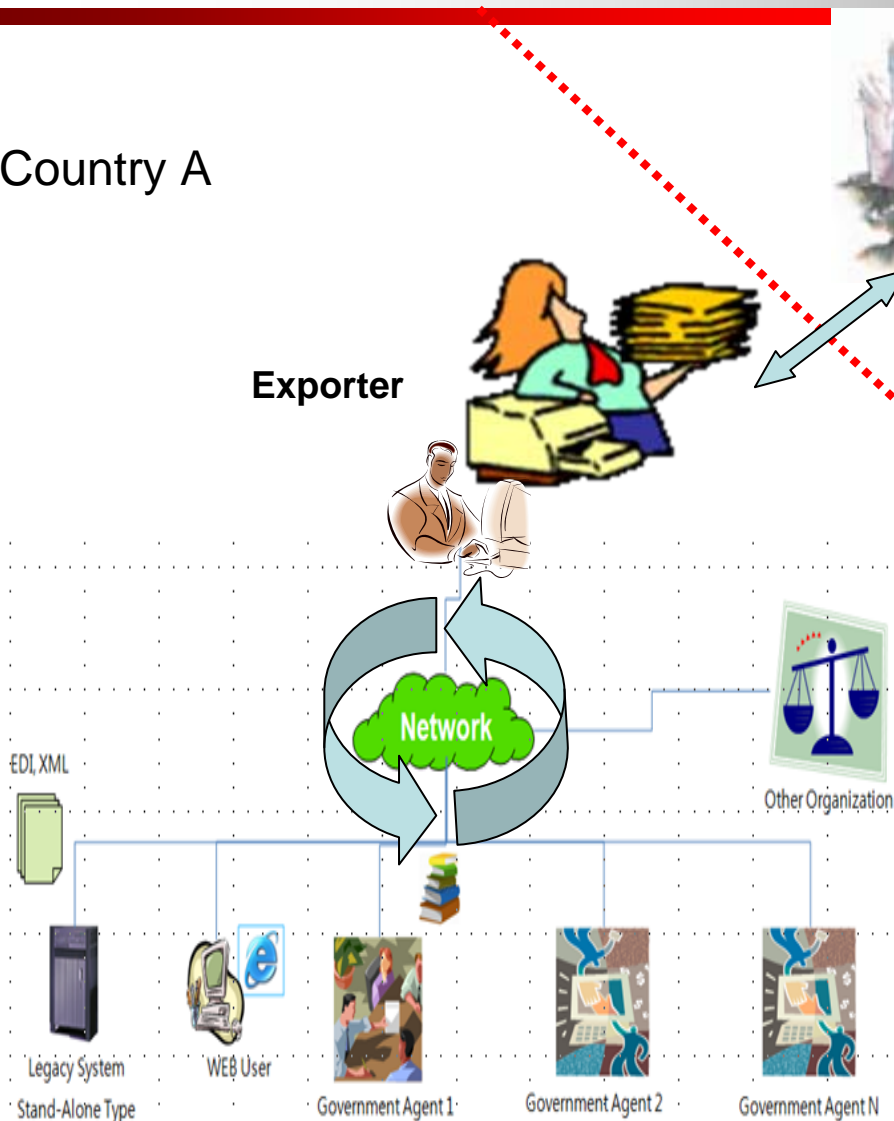 Country A
Exporter
Network
EDI, XML
Other Organization
Legacy System
Stand-Alone Type
WEB User
Government Agent 1
Government Agent 2
Government Agent N